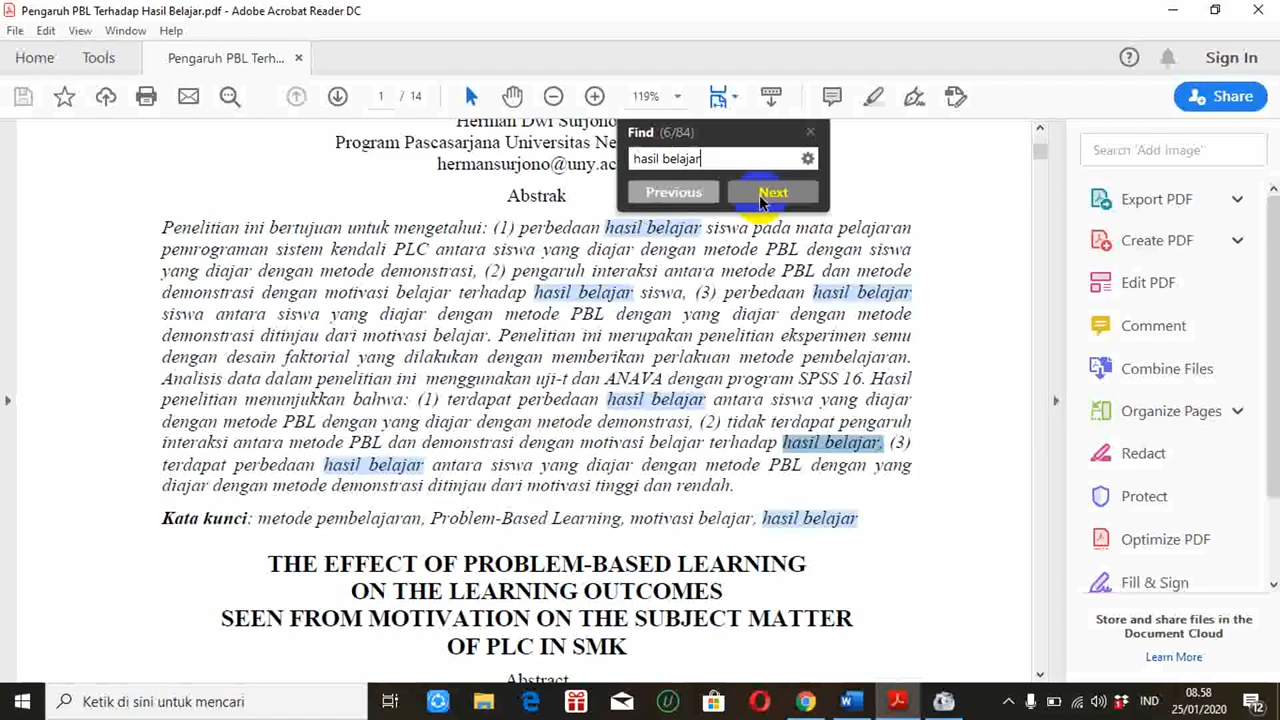 Pengaruh PBL Terhadap Hasil Belajar.pdf - Adobe Acrobat Reader DC
File Edit View Window Help
Home Tools Pengaruh PBL Terh... × Sign In
1 / 14 119% Share
Find (6/84)
hasil belajar
Previous Next
Herman Dwi Surjono
Program Pascasarjana Universitas Ne
hermansurjono@uny.ac
Abstrak
Penelitian ini bertujuan untuk mengetahui: (1) perbedaan hasil belajar siswa pada mata pelajaran
pemrograman sistem kendali PLC antara siswa yang diajar dengan metode PBL dengan siswa
yang diajar dengan metode demonstrasi, (2) pengaruh interaksi antara metode PBL dan metode
demonstrasi dengan motivasi belajar terhadap hasil belajar siswa, (3) perbedaan hasil belajar
siswa antara siswa yang diajar dengan metode PBL dengan yang diajar dengan metode
demonstrasi ditinjau dari motivasi belajar. Penelitian ini merupakan penelitian eksperimen semu
dengan desain faktorial yang dilakukan dengan memberikan perlakuan metode pembelajaran.
Analisis data dalam penelitian ini menggunakan uji-t dan ANAVA dengan program SPSS 16. Hasil
penelitian menunjukkan bahwa: (1) terdapat perbedaan hasil belajar antara siswa yang diajar
dengan metode PBL dengan yang diajar dengan metode demonstrasi, (2) tidak terdapat pengaruh
interaksi antara metode PBL dan demonstrasi dengan motivasi belajar terhadap hasil belajar, (3)
terdapat perbedaan hasil belajar antara siswa yang diajar dengan metode PBL dengan yang
diajar dengan metode demonstrasi ditinjau dari motivasi tinggi dan rendah.
Kata kunci: metode pembelajaran, Problem-Based Learning, motivasi belajar, hasil belajar
THE EFFECT OF PROBLEM-BASED LEARNING
ON THE LEARNING OUTCOMES
SEEN FROM MOTIVATION ON THE SUBJECT MATTER
OF PLC IN SMK
Abstract
Search 'Add Image'
Export PDF
Create PDF
Edit PDF
Comment
Combine Files
Organize Pages
Redact
Protect
Optimize PDF
Fill & Sign
Store and share files in the
Document Cloud
Learn More
Ketik di sini untuk mencari
IND
08.58
25/01/2020
12